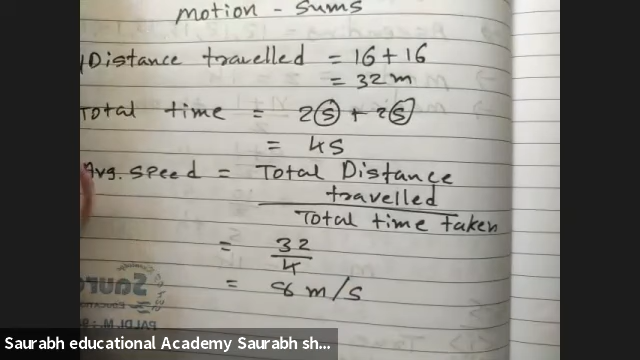 motion - sums
Distance travelled = 16 + 16
= 32 m
Total time = 2 s + 2 s
= 4s
Avg. speed = Total Distance
travelled
Total time taken
= 32
4
= 8 m/s
Saurabh educational Academy Saurabh sh...